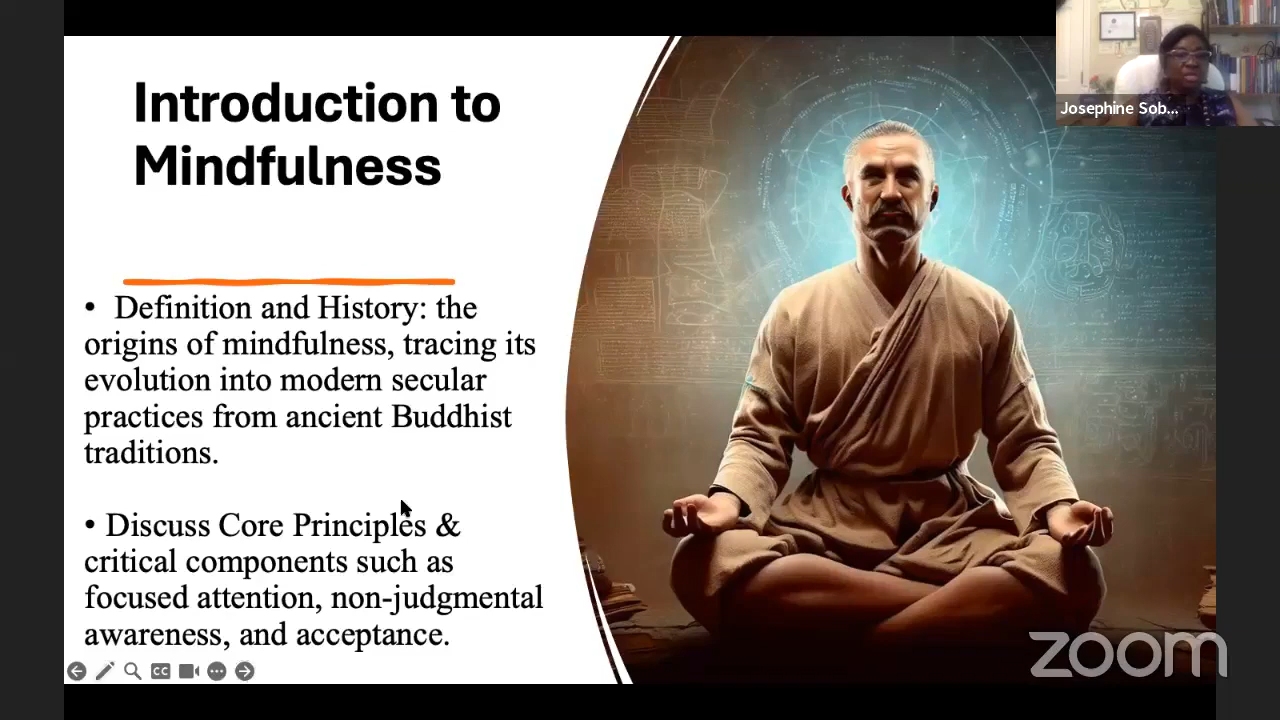 Introduction to
Mindfulness
• Definition and History: the
origins of mindfulness, tracing its
evolution into modern secular
practices from ancient Buddhist
traditions.
• Discuss Core Principles &
critical components such as
focused attention, non-judgmental
awareness, and acceptance.
CC
Josephine Sob...
zoom